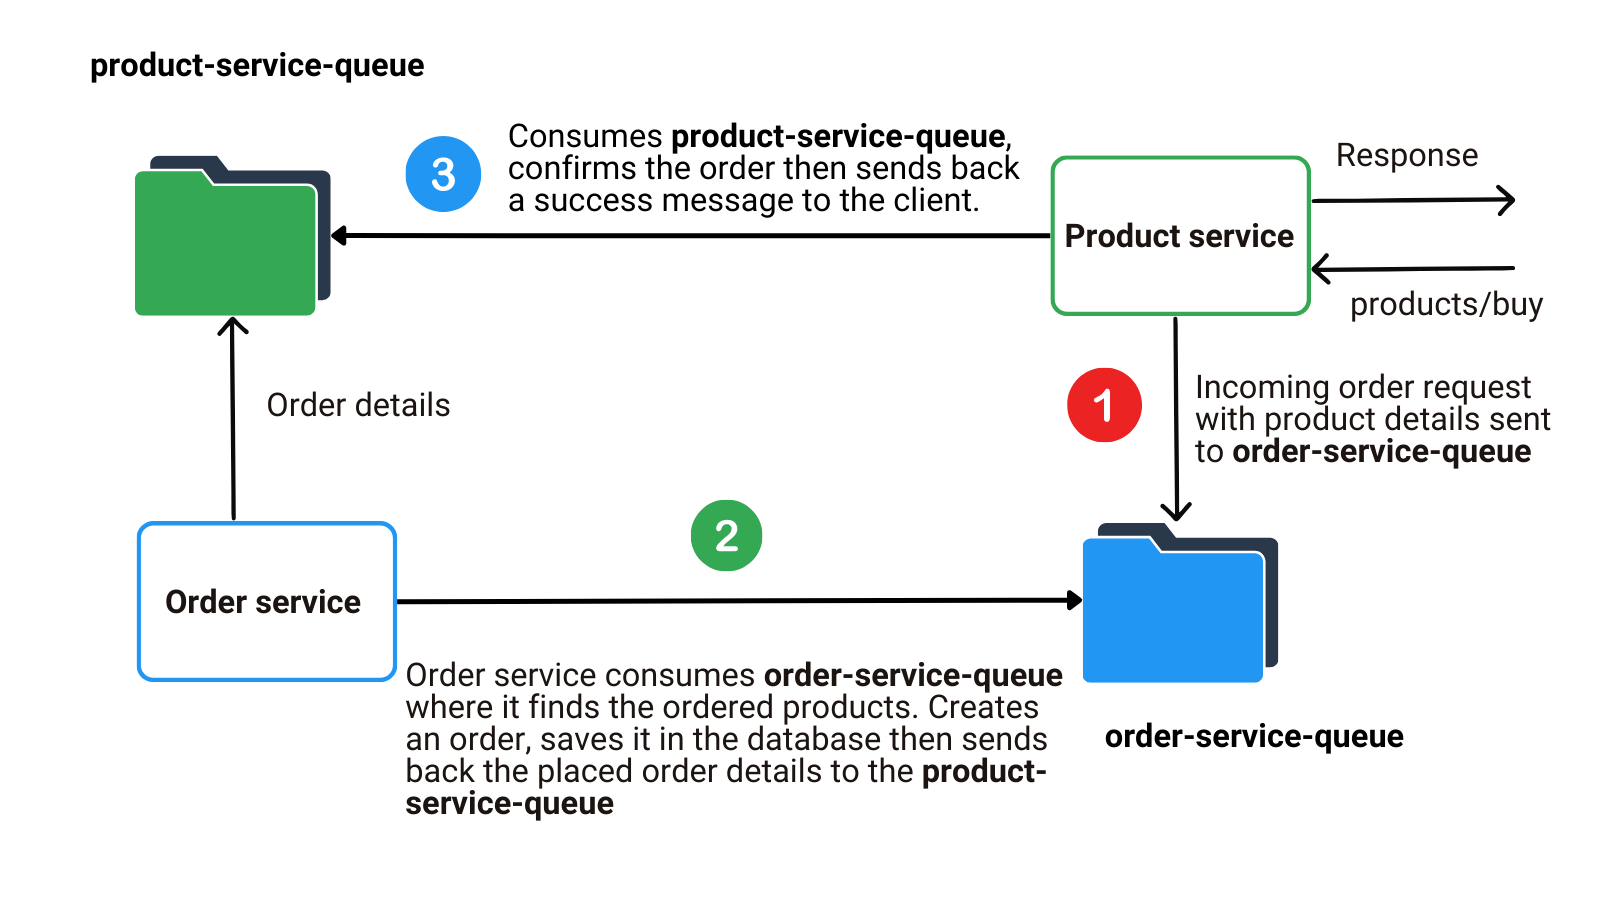 product-service-queue
3
Consumes product-service-queue,
confirms the order then sends back
a success message to the client.
Response
Product service
products/buy
Order details
1
Incoming order request
with product details sent
to order-service-queue
2
Order service
Order service consumes order-service-queue
where it finds the ordered products. Creates
an order, saves it in the database then sends
back the placed order details to the product-
service-queue
order-service-queue